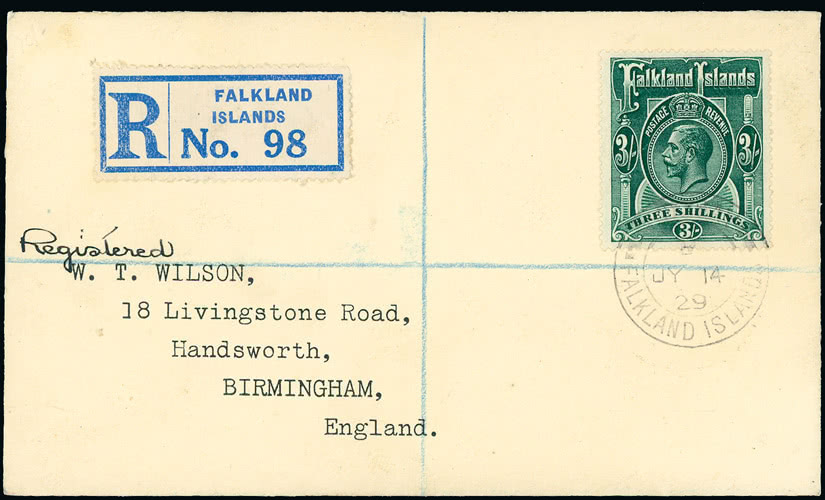 R
FALKLAND
ISLANDS
No. 98
Falkland Islands
POSTAGE REVENUE
3/- 3/-
THREE SHILLINGS
3/-
Registered
W. T. WILSON,
18 Livingstone Road,
Handsworth,
BIRMINGHAM,
England.
JY 14
29
FALKLAND ISLANDS